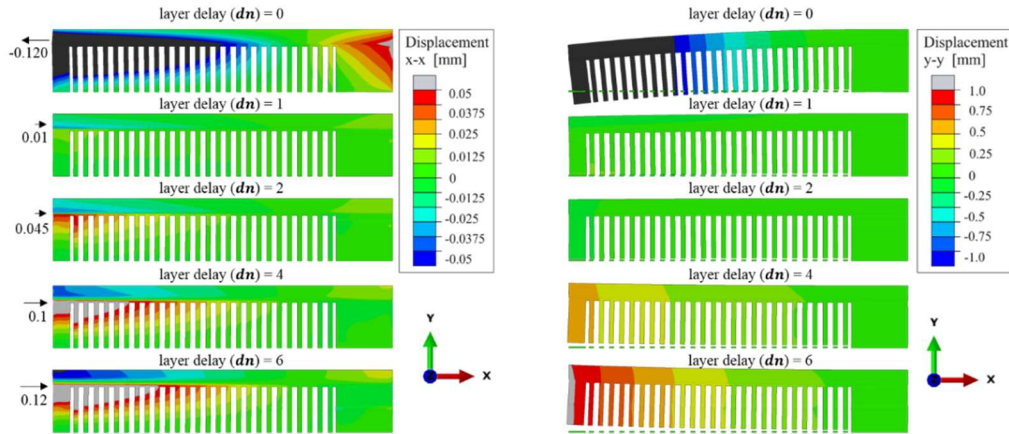 layer delay (dn) = 0
-0.120
layer delay (dn) = 1
0.01
layer delay (dn) = 2
0.045
layer delay (dn) = 4
0.1
layer delay (dn) = 6
0.12
Displacement
x-x [mm]
0.05
0.0375
0.025
0.0125
0
-0.0125
-0.025
-0.0375
-0.05
Y
X
layer delay (dn) = 0
layer delay (dn) = 1
layer delay (dn) = 2
layer delay (dn) = 4
layer delay (dn) = 6
Displacement
y-y [mm]
1.0
0.75
0.5
0.25
0
-0.25
-0.5
-0.75
-1.0
Y
X